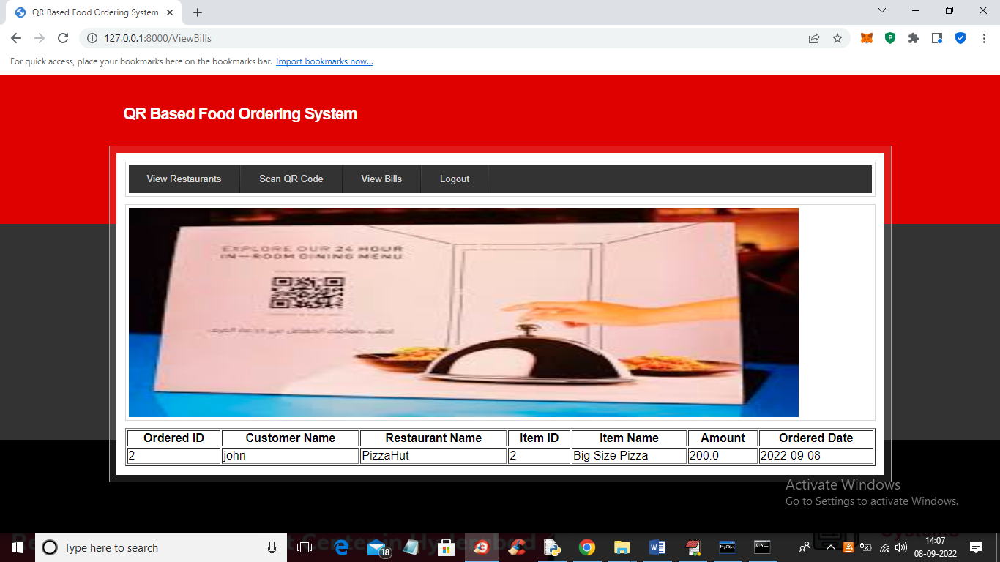 QR Based Food Ordering System
127.0.0.1:8000/ViewBills
For quick access, place your bookmarks here on the bookmarks bar. Import bookmarks now...
QR Based Food Ordering System
View Restaurants Scan QR Code View Bills Logout
EXPLORE OUR 24 HOUR
IN-ROOM DINING MENU
Ordered ID Customer Name Restaurant Name Item ID Item Name Amount Ordered Date
2 john PizzaHut 2 Big Size Pizza 200.0 2022-09-08
Activate Windows
Go to Settings to activate Windows.
Type here to search
18
14:07
08-09-2022